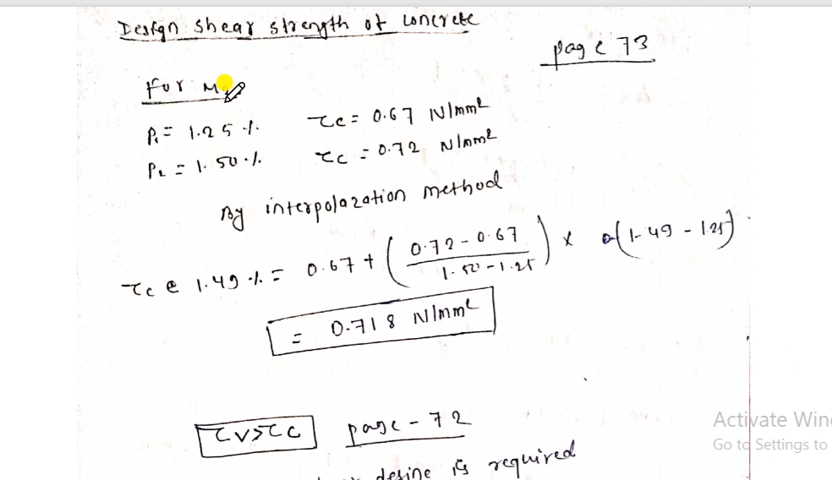 Design shear strength of concrete
page 73
For M
P₁ = 1.25 % τc = 0.67 N/mm²
P₂ = 1.50 % τc = 0.72 N/mm²
By interpolazation method
τc @ 1.49 % = 0.67 + (0.72 - 0.67 / 1.50 - 1.25) × (1.49 - 1.25)
= 0.718 N/mm²
τv > τc page - 72
desine is required
Activate Win
Go to Settings to